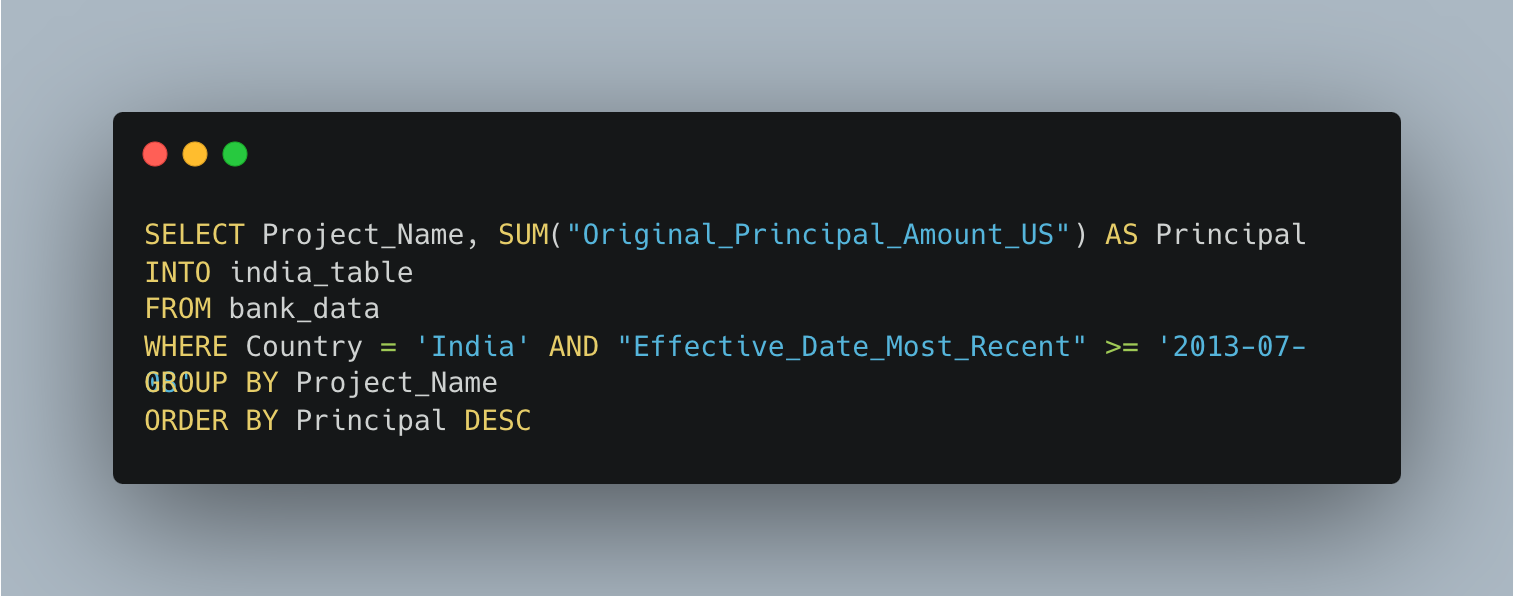 SELECT Project_Name, SUM("Original_Principal_Amount_US") AS Principal
INTO india_table
FROM bank_data
WHERE Country = 'India' AND "Effective_Date_Most_Recent" >= '2013-07-
GROUP BY Project_Name
ORDER BY Principal DESC